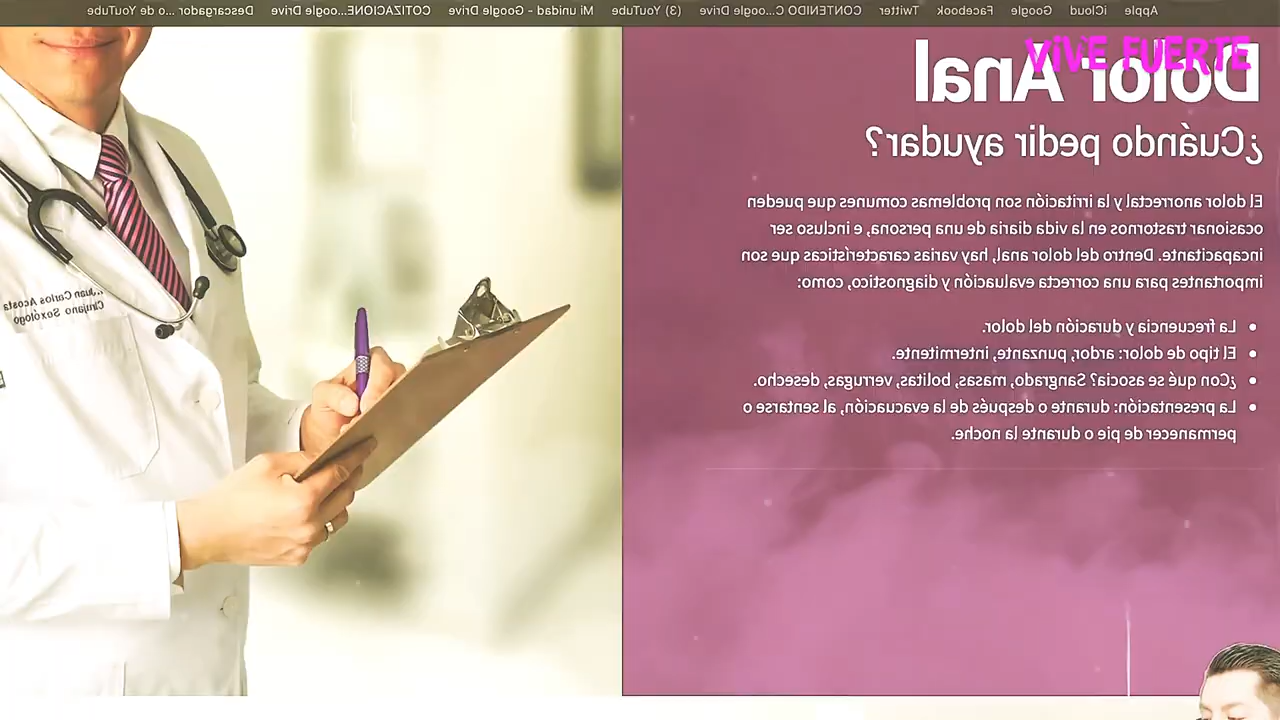 Apple iCloud Google Facebook Twitter CONTENIDO C...oogle Drive (3) YouTube Mi unidad - Google Drive COTIZACIONE...oogle Drive Descargador ...o de YouTube
ViVE FUERTE
Dolor Anal
¿Cuándo pedir ayudar?
El dolor anorrectal y la irritación son problemas comunes que pueden
ocasionar trastornos en la vida diaria de una persona, e incluso ser
incapacitante. Dentro del dolor anal, hay varias características que son
importantes para una correcta evaluación y diagnostico, como:
La frecuencia y duración del dolor.
El tipo de dolor: ardor, punzante, intermitente.
¿Con qué se asocia? Sangrado, masas, bolitas, verrugas, desecho.
La presentación: durante o después de la evacuación, al sentarse o
permanecer de pie o durante la noche.
Juan Carlos Acosta
Cirujano Soxólogo